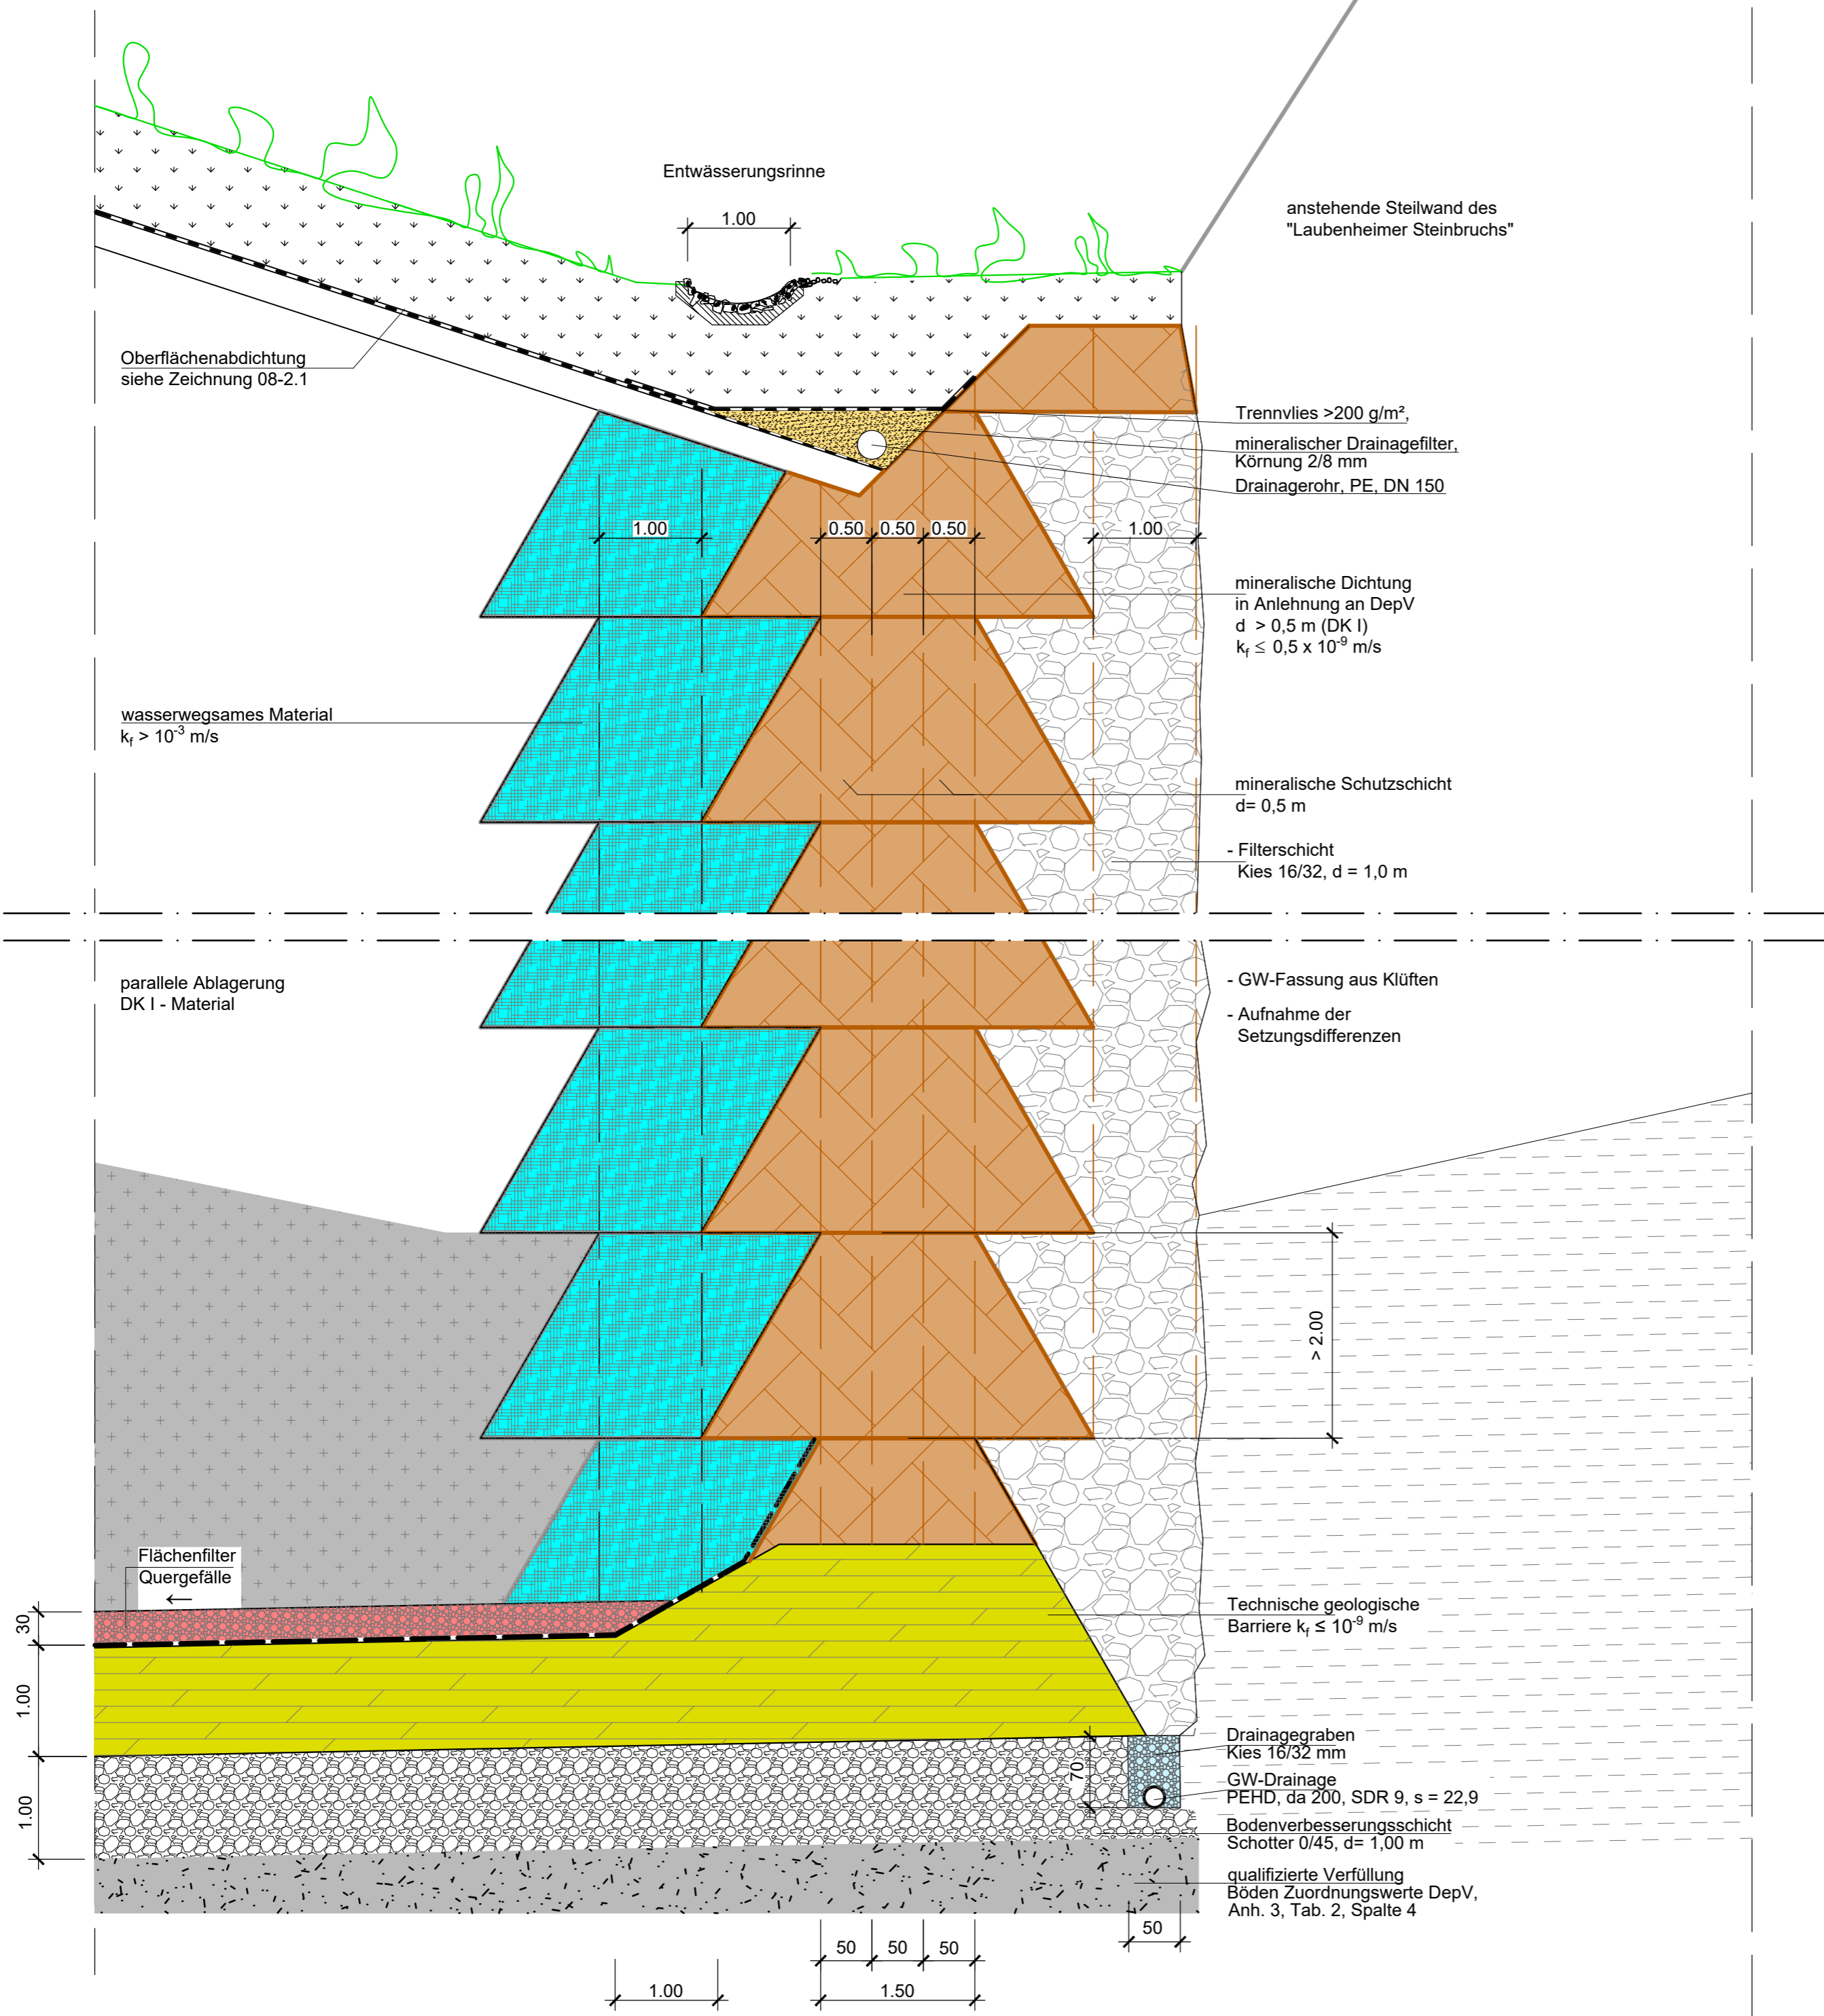 Entwässerungsrinne
1.00
anstehende Steilwand des
"Laubenheimer Steinbruchs"
Oberflächenabdichtung
siehe Zeichnung 08-2.1
Trennvlies >200 g/m²,
mineralischer Drainagefilter,
Körnung 2/8 mm
Drainagerohr, PE, DN 150
1.00
0.50
0.50
0.50
1.00
mineralische Dichtung
in Anlehnung an DepV
d > 0,5 m (DK I)
kf ≤ 0,5 x 10⁻⁹ m/s
wasserwegsames Material
kf > 10⁻³ m/s
mineralische Schutzschicht
d= 0,5 m
- Filterschicht
Kies 16/32, d = 1,0 m
parallele Ablagerung
DK I - Material
- GW-Fassung aus Klüften
- Aufnahme der
Setzungsdifferenzen
> 2.00
Flächenfilter
Quergefälle
←
30
1.00
1.00
Technische geologische
Barriere kf ≤ 10⁻⁹ m/s
70
Drainagegraben
Kies 16/32 mm
GW-Drainage
PEHD, da 200, SDR 9, s = 22,9
Bodenverbesserungsschicht
Schotter 0/45, d= 1,00 m
qualifizierte Verfüllung
Böden Zuordnungswerte DepV,
Anh. 3, Tab. 2, Spalte 4
50
50
50
50
1.00
1.50